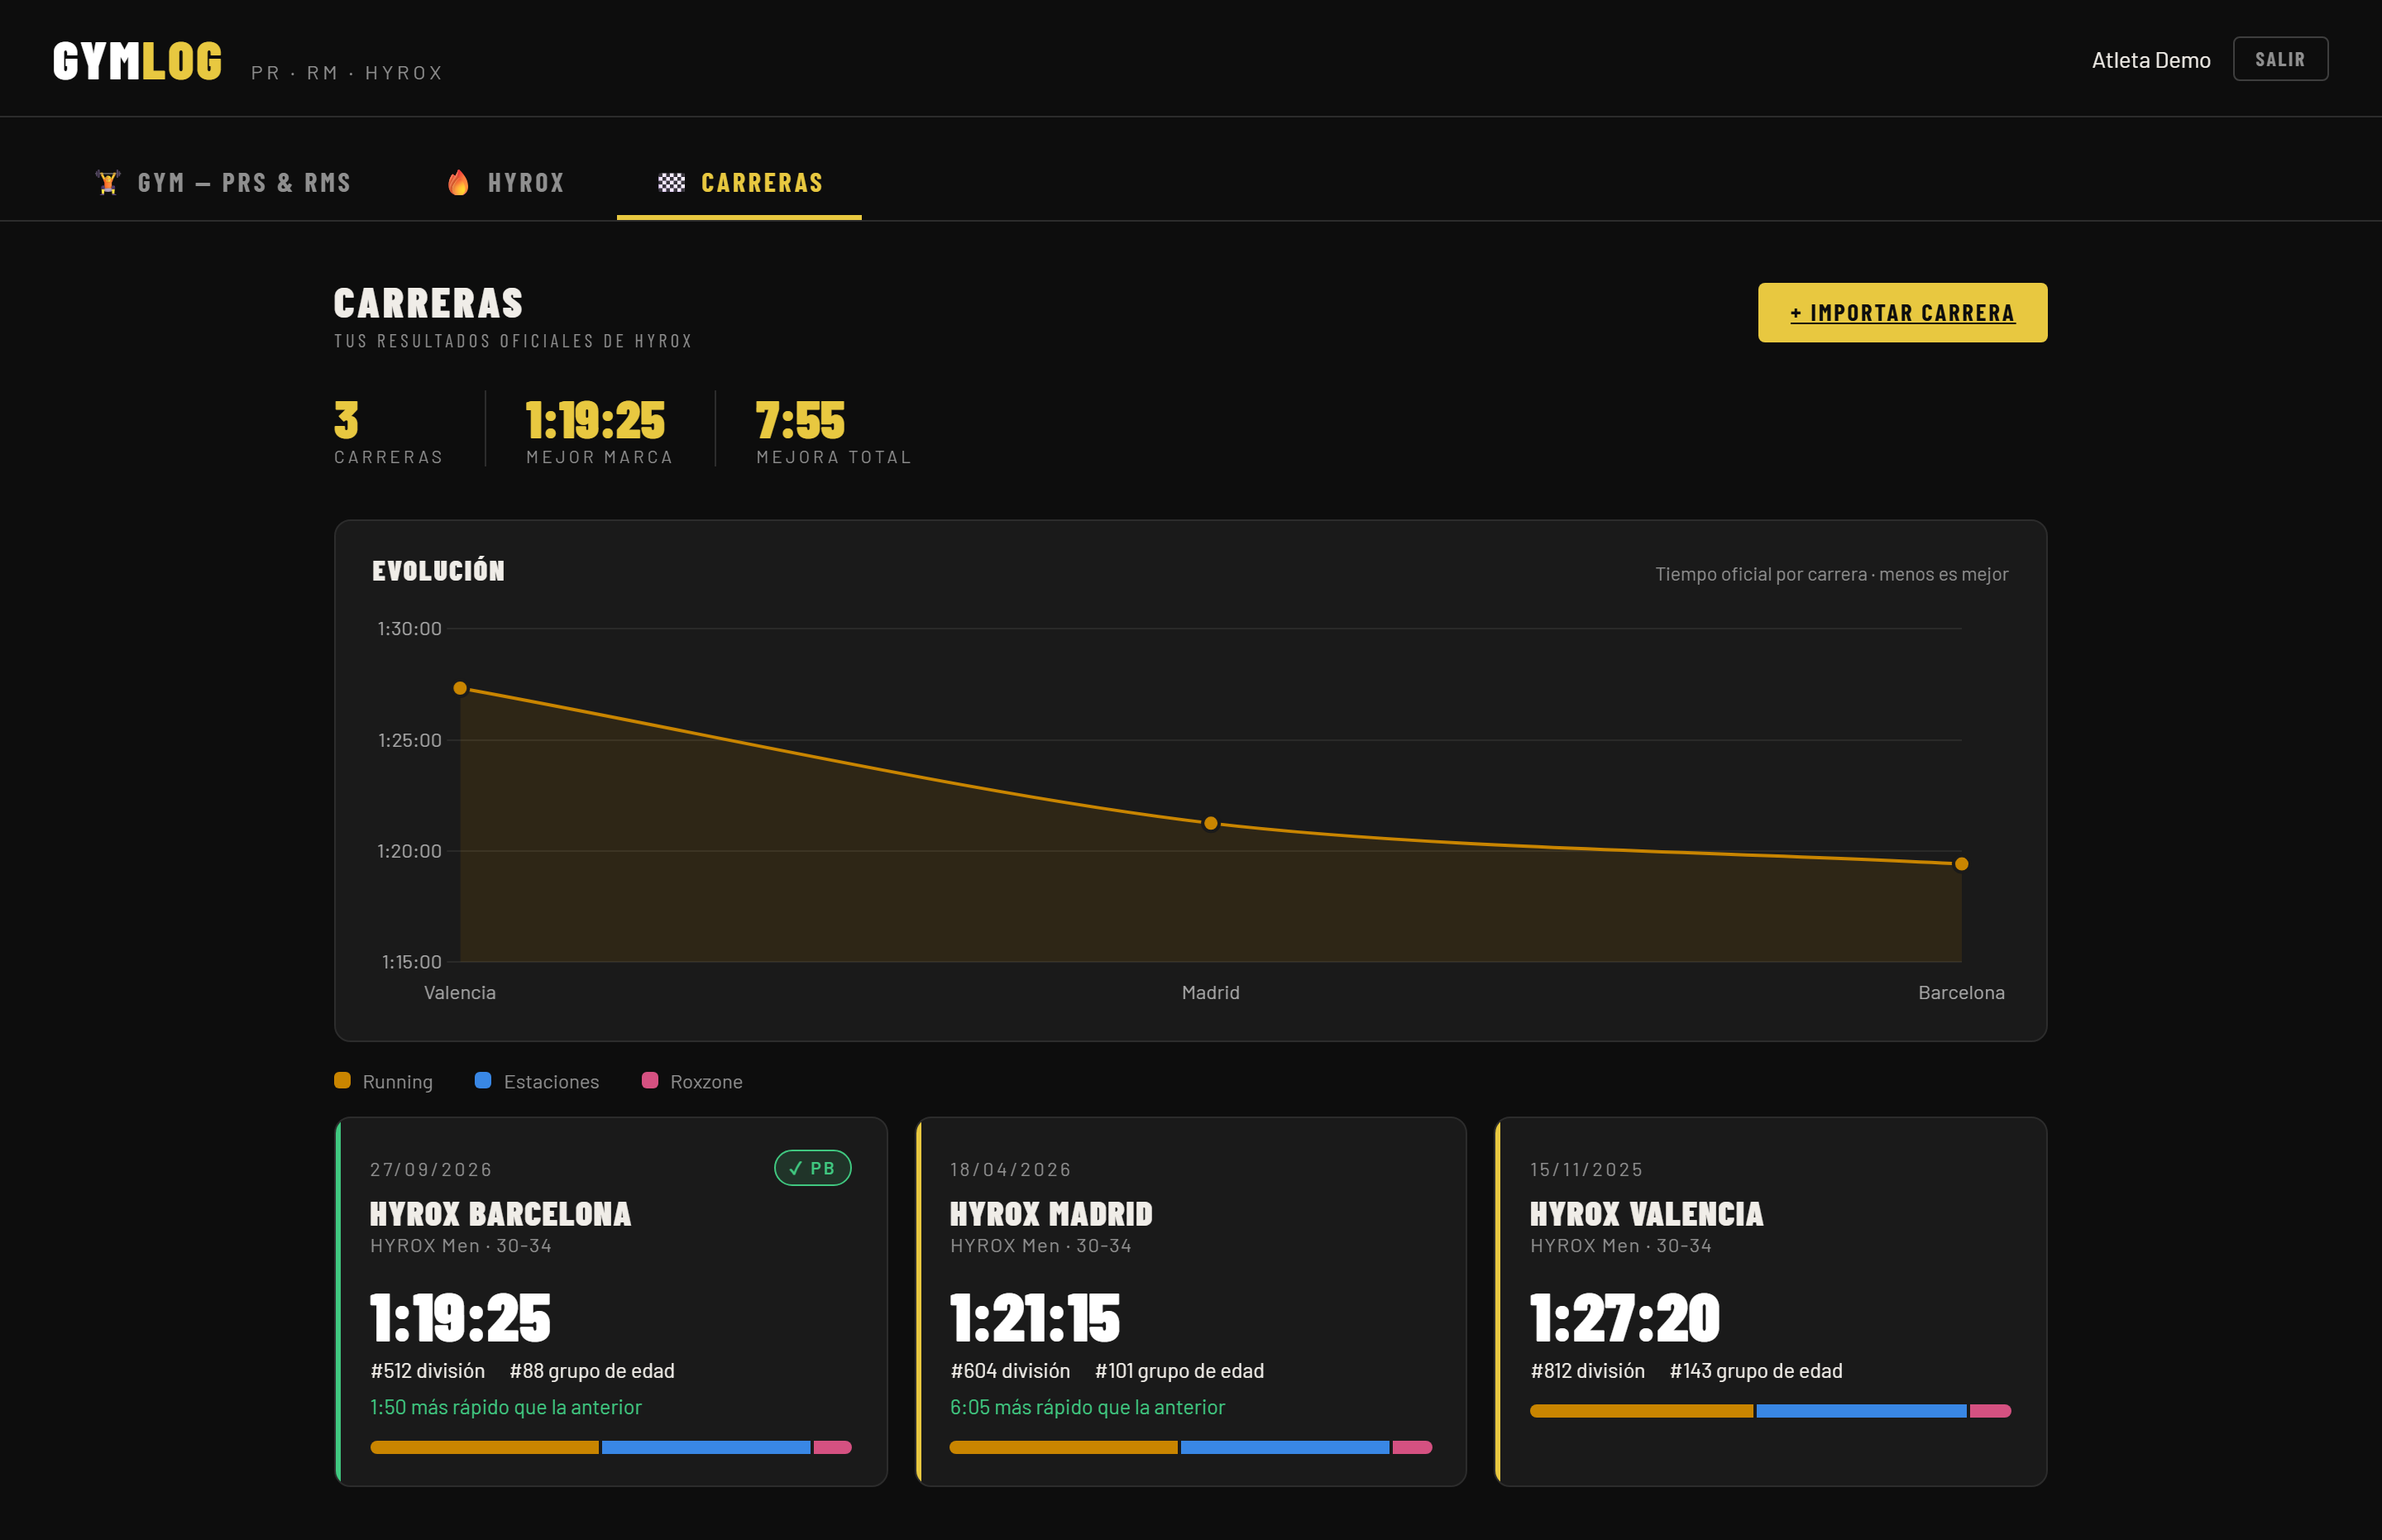 GYMLOG PR · RM · HYROX
Atleta Demo SALIR
GYM – PRS & RMS HYROX CARRERAS
CARRERAS
+ IMPORTAR CARRERA
TUS RESULTADOS OFICIALES DE HYROX
3 1:19:25 7:55
CARRERAS MEJOR MARCA MEJORA TOTAL
EVOLUCIÓN
Tiempo oficial por carrera · menos es mejor
1:30:00
1:25:00
1:20:00
1:15:00
Valencia Madrid Barcelona
Running Estaciones Roxzone
27/09/2026 ✓ PB
HYROX BARCELONA
HYROX Men · 30-34
1:19:25
#512 división #88 grupo de edad
1:50 más rápido que la anterior
18/04/2026
HYROX MADRID
HYROX Men · 30-34
1:21:15
#604 división #101 grupo de edad
6:05 más rápido que la anterior
15/11/2025
HYROX VALENCIA
HYROX Men · 30-34
1:27:20
#812 división #143 grupo de edad